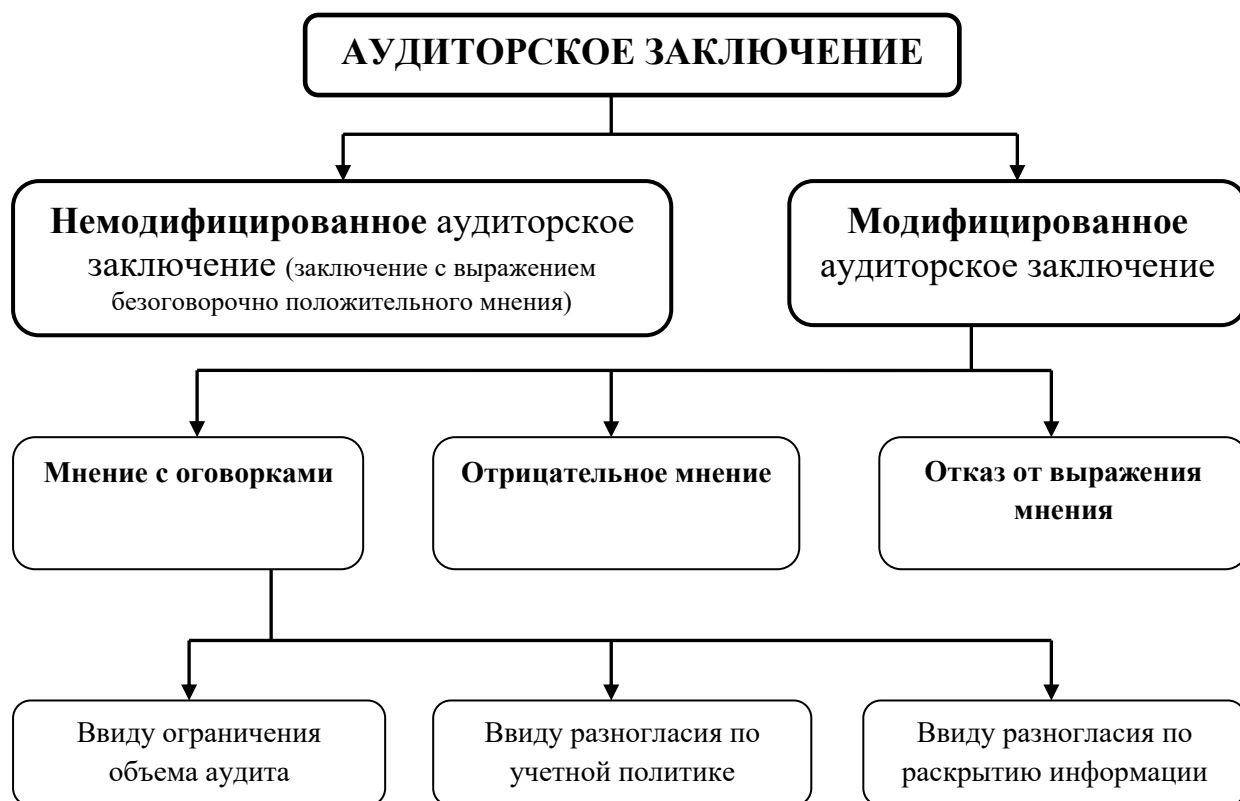 АУДИТОРСКОЕ ЗАКЛЮЧЕНИЕ
Немодифицированное аудиторское
заключение (заключение с выражением
безоговорочно положительного мнения)
Модифицированное
аудиторское заключение
Мнение с оговорками
Отрицательное мнение
Отказ от выражения
мнения
Ввиду ограничения
объема аудита
Ввиду разногласия по
учетной политике
Ввиду разногласия по
раскрытию информации